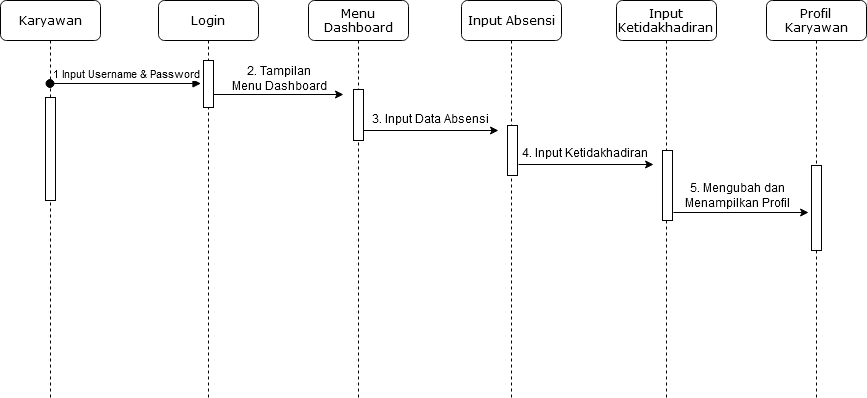 Karyawan
Login
Menu
Dashboard
Input Absensi
Input
Ketidakhadiran
Profil
Karyawan
1 Input Username & Password
2. Tampilan
Menu Dashboard
3. Input Data Absensi
4. Input Ketidakhadiran
5. Mengubah dan
Menampilkan Profil